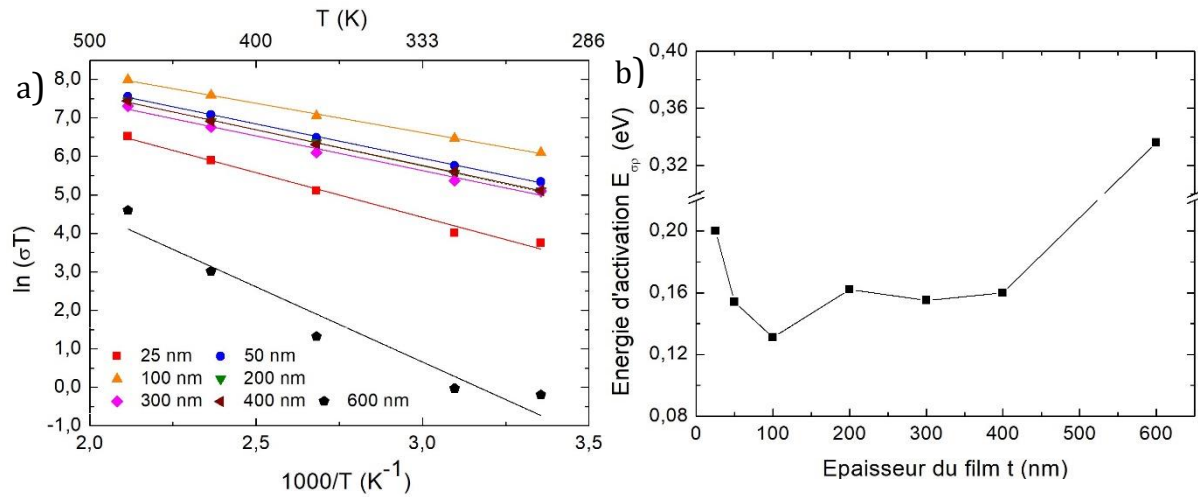 T (K)
500 400 333 286
a)
8,0
7,0
6,0
5,0
4,0
3,0
2,0
1,0
0,0
-1,0
ln (σT)
25 nm 50 nm
100 nm 200 nm
300 nm 400 nm 600 nm
2,0 2,5 3,0 3,5
1000/T (K⁻¹)
b)
0,40
0,32
0,20
0,16
0,12
0,08
Energie d'activation E_σρ (eV)
0 100 200 300 400 500 600
Epaisseur du film t (nm)